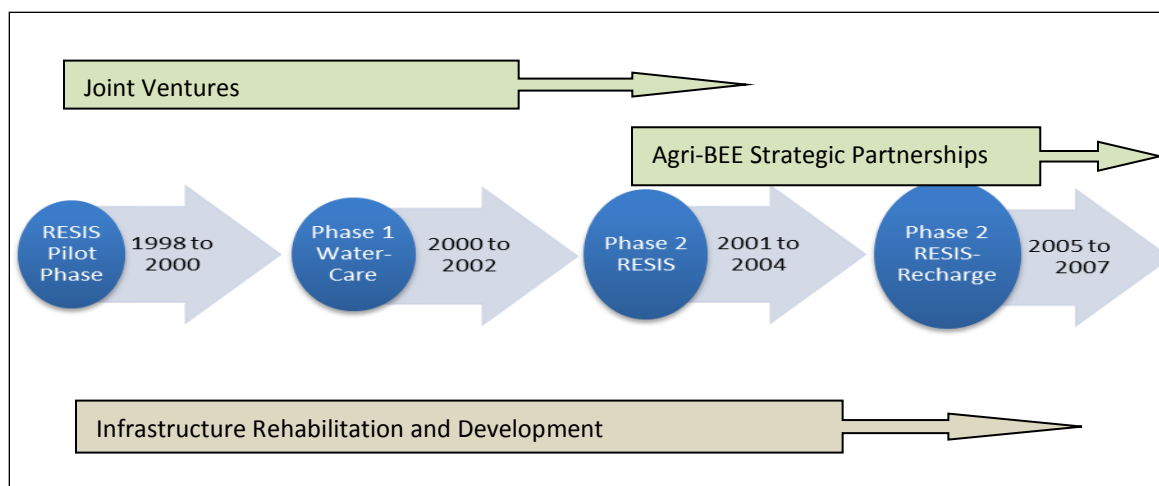 Joint Ventures
Agri-BEE Strategic Partnerships
RESIS
Pilot
Phase
1998 to
2000
Phase 1
Water-
Care
2000 to
2002
Phase 2
RESIS
2001 to
2004
Phase 2
RESIS-
Recharge
2005 to
2007
Infrastructure Rehabilitation and Development